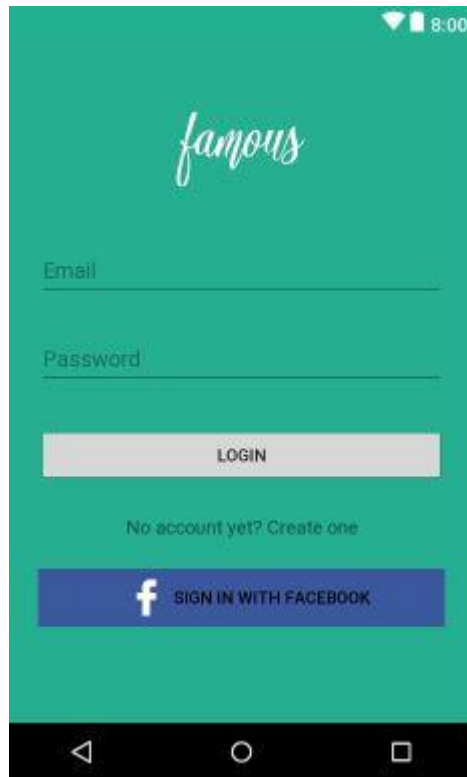 8:00
famous
Email
Password
LOGIN
No account yet? Create one
f SIGN IN WITH FACEBOOK